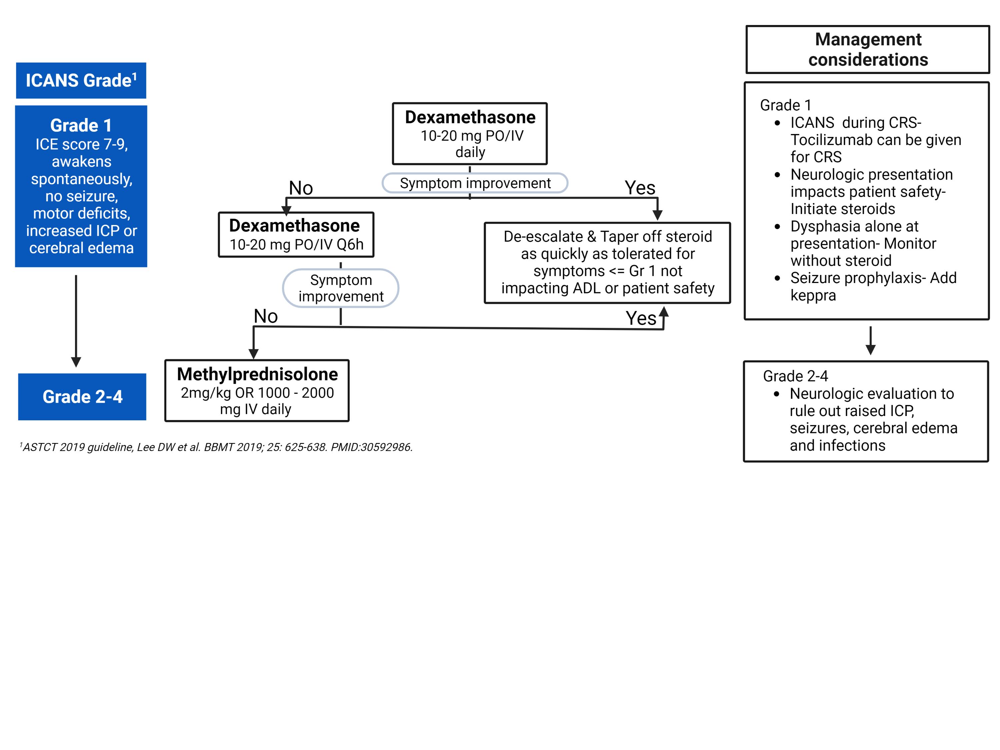 ICANS Grade¹
Grade 1
ICE score 7-9,
awakens
spontaneously,
no seizure,
motor deficits,
increased ICP or
cerebral edema
Grade 2-4
Dexamethasone
10-20 mg PO/IV
daily
Symptom improvement
No
Yes
Dexamethasone
10-20 mg PO/IV Q6h
De-escalate & Taper off steroid
as quickly as tolerated for
symptoms <= Gr 1 not
impacting ADL or patient safety
Symptom
improvement
No
Yes
Methylprednisolone
2mg/kg OR 1000 - 2000
mg IV daily
Management
considerations
Grade 1
• ICANS  during CRS-
Tocilizumab can be given
for CRS
• Neurologic presentation
impacts patient safety-
Initiate steroids
• Dysphasia alone at
presentation- Monitor
without steroid
• Seizure prophylaxis- Add
keppra
Grade 2-4
• Neurologic evaluation to
rule out raised ICP,
seizures, cerebral edema
and infections
¹ASTCT 2019 guideline, Lee DW et al. BBMT 2019; 25: 625-638. PMID:30592986.